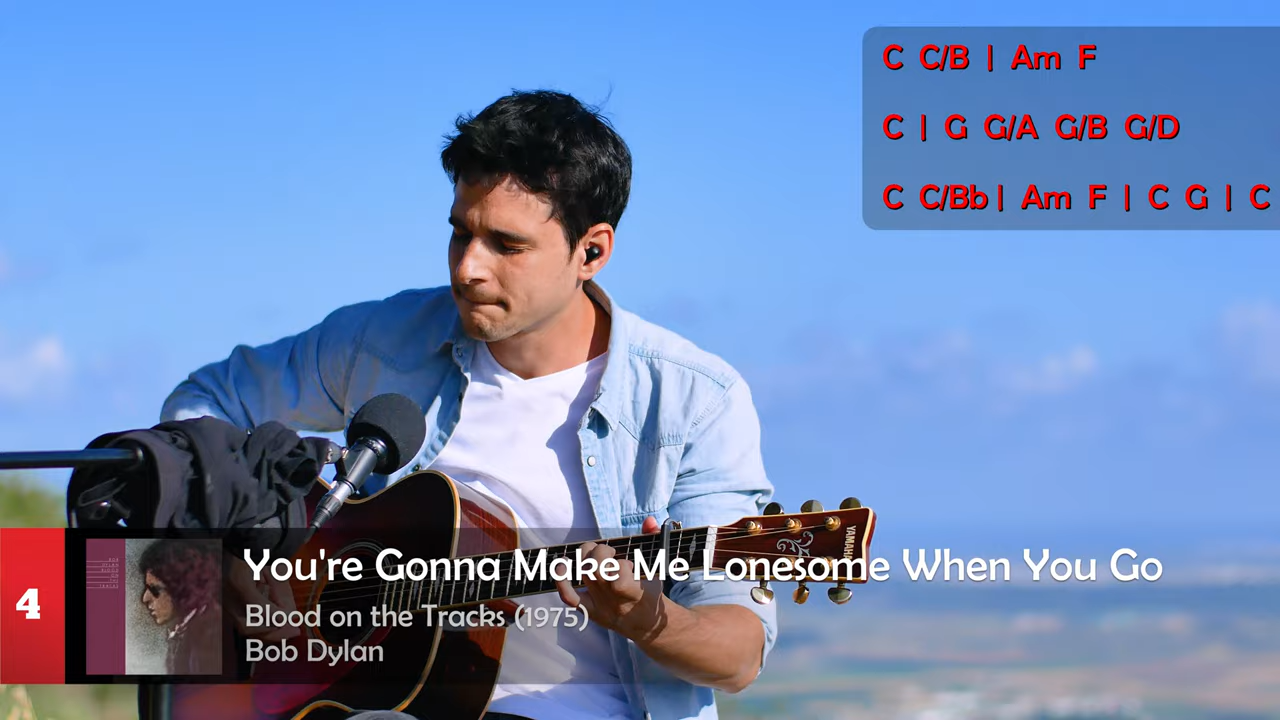 C C/B | Am F
C | G G/A G/B G/D
C C/Bb | Am F | C G | C
YAMAHA
4
You're Gonna Make Me Lonesome When You Go
Blood on the Tracks (1975)
Bob Dylan